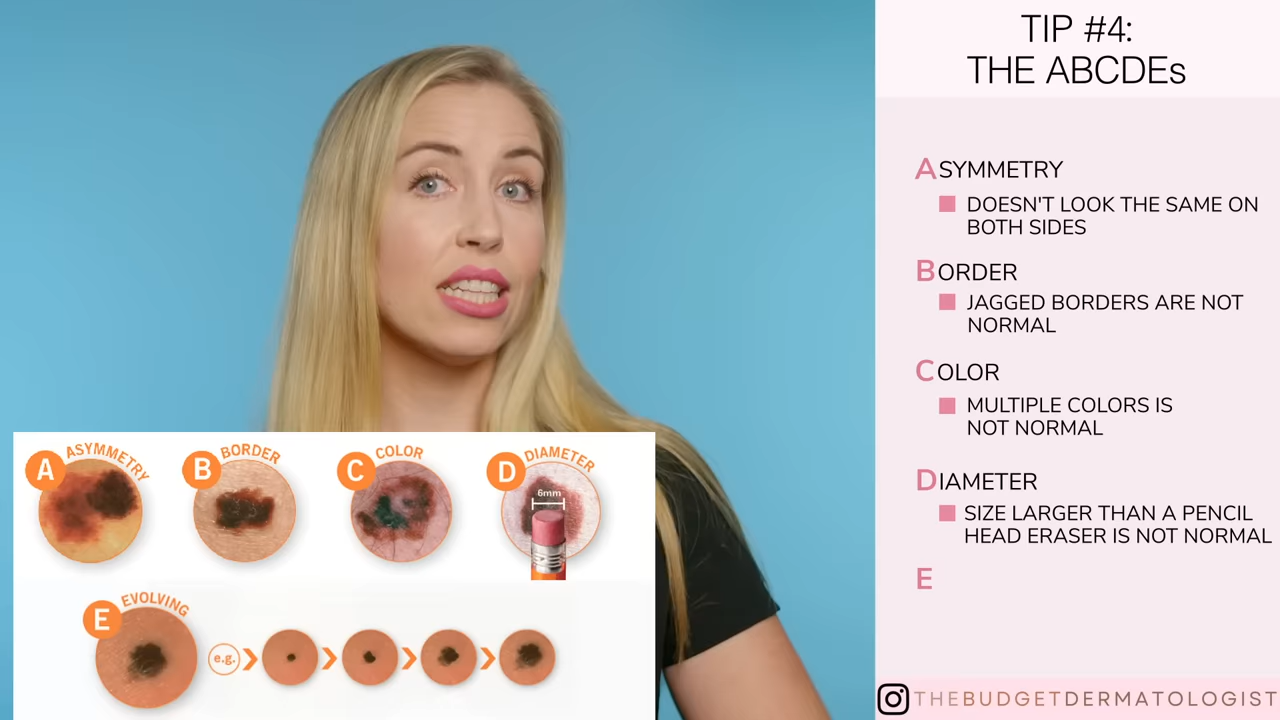 TIP #4:
THE ABCDEs
ASYMMETRY
DOESN'T LOOK THE SAME ON
BOTH SIDES
BORDER
JAGGED BORDERS ARE NOT
NORMAL
COLOR
MULTIPLE COLORS IS
NOT NORMAL
DIAMETER
SIZE LARGER THAN A PENCIL
HEAD ERASER IS NOT NORMAL
E
THEBUDGETDERMATOLOGIST
A ASYMMETRY
B BORDER
C COLOR
D DIAMETER
6mm
E EVOLVING
e.g.